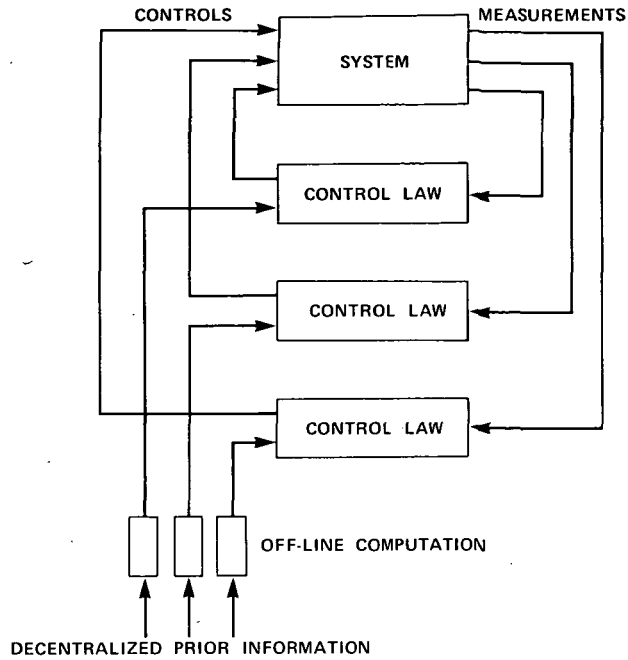 CONTROLS
MEASUREMENTS
SYSTEM
CONTROL LAW
CONTROL LAW
CONTROL LAW
OFF-LINE COMPUTATION
DECENTRALIZED PRIOR INFORMATION